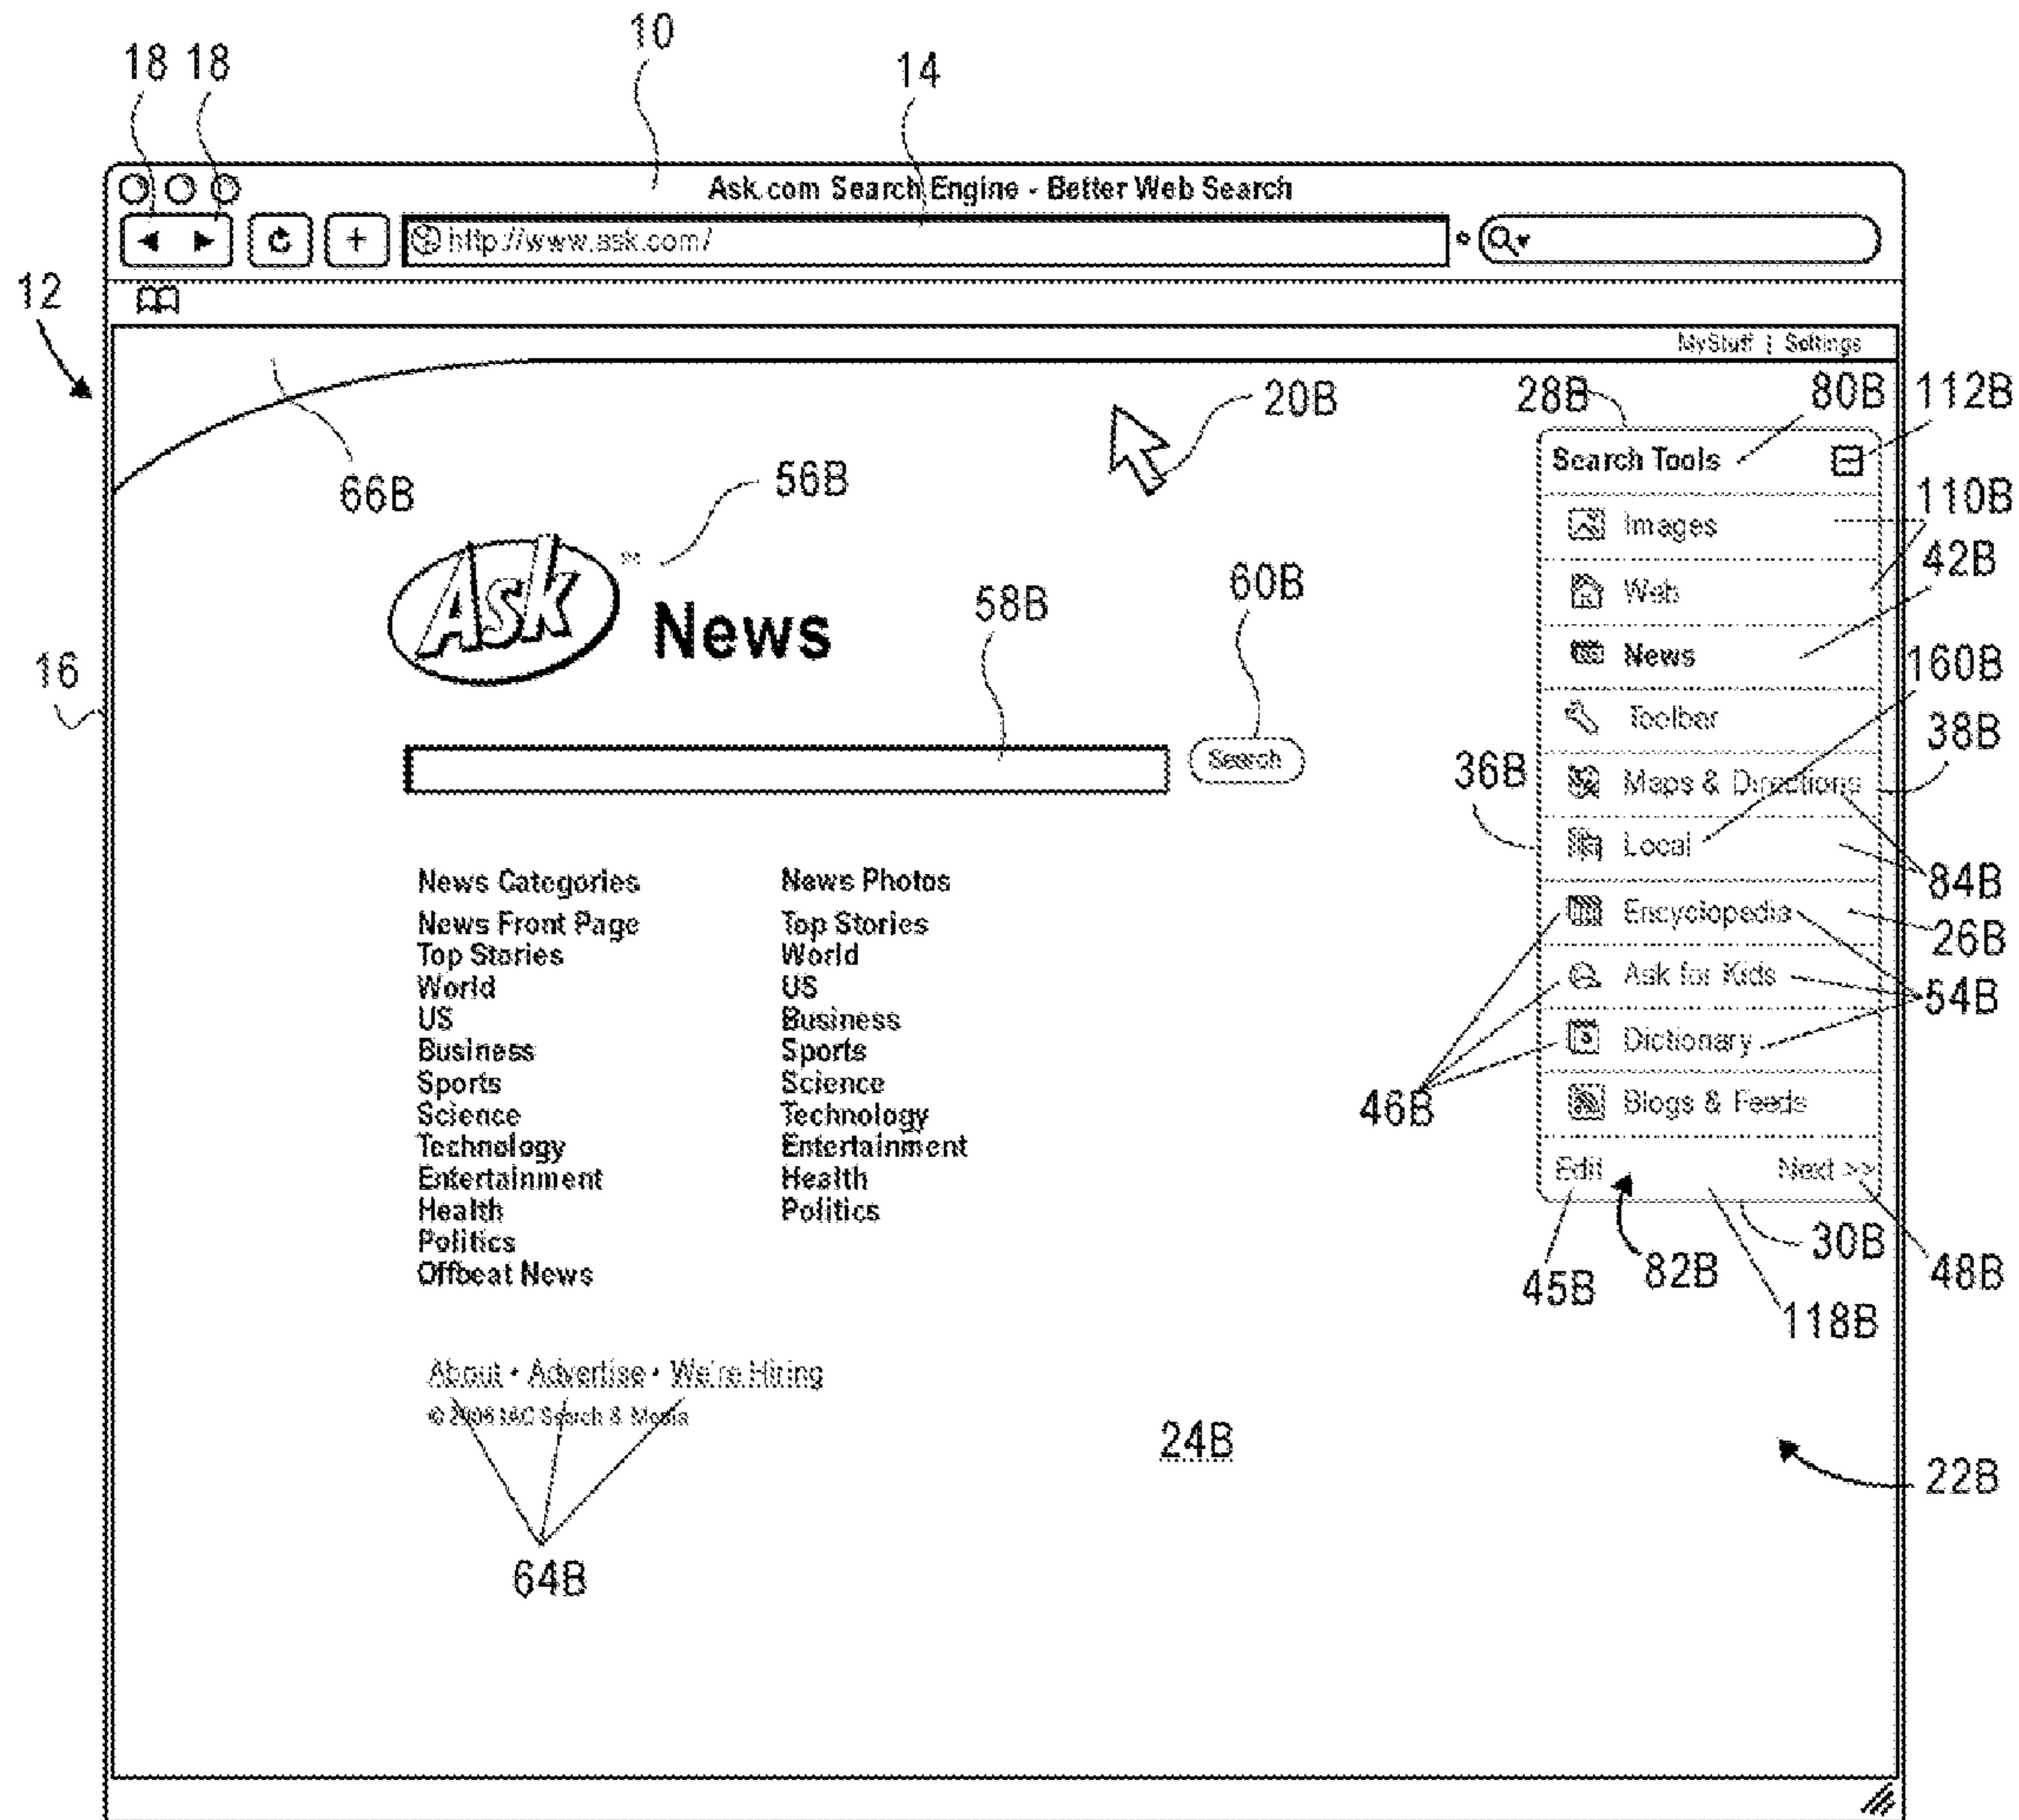 10
18 18
14
Ask.com Search Engine - Better Web Search
http://www.ask.com/
12
MyStuff | Settings
20B
28B
80B
112B
66B
56B
Search Tools
110B
Images
Ask
News
42B
Web
58B
60B
News
160B
16
Toolbar
38B
Search
36B
Maps & Directions
Local
84B
News Categories
News Photos
Encyclopedia
26B
News Front Page
Top Stories
Top Stories
World
Ask for Kids
54B
World
US
US
Business
Dictionary
Business
Sports
Sports
Science
46B
Blogs & Feeds
Science
Technology
Technology
Entertainment
Edit
Next >>
Entertainment
Health
Health
Politics
30B
Politics
82B
48B
Offbeat News
45B
118B
About • Advertise • We're Hiring
© IAC Search & Media
24B
22B
64B